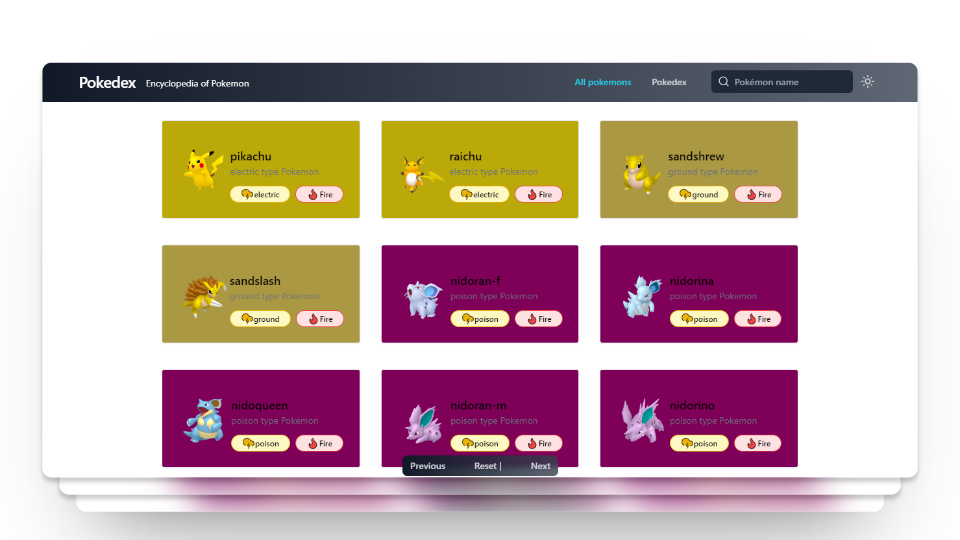 Pokedex Encyclopedia of Pokemon All pokemons Pokedex Pokémon name
pikachu raichu sandshrew
electric type Pokemon electric type Pokemon ground type Pokemon
electric Fire electric Fire ground Fire
sandslash nidoran-f nidorina
ground type Pokemon poison type Pokemon poison type Pokemon
ground Fire poison Fire poison Fire
nidoqueen nidoran-m nidorino
poison type Pokemon poison type Pokemon poison type Pokemon
poison Fire poison Fire poison Fire
Previous Reset | Next